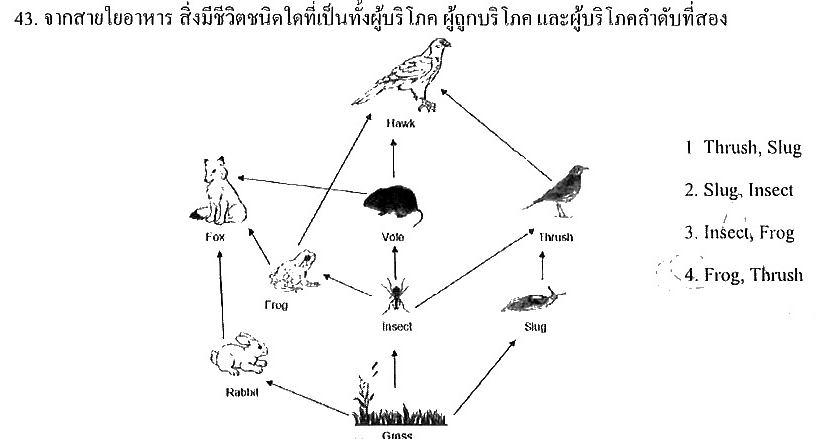 43. จากสายใยอาหาร สิ่งมีชีวิตชนิดใดที่เป็นทั้งผู้บริโภค ผู้ถูกบริโภค และผู้บริโภคลำดับที่สอง
Hawk
1 Thrush, Slug
2. Slug, Insect
Fox
Vole
Thrush
3. Insect, Frog
4. Frog, Thrush
Frog
Insect
Slug
Rabbit
Grass